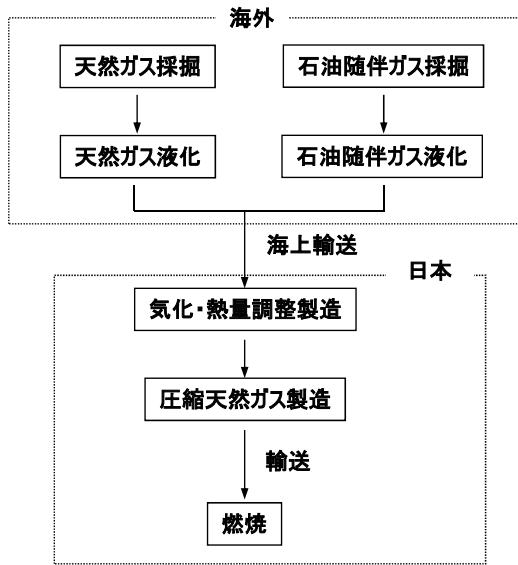 海外
天然ガス採掘
石油随伴ガス採掘
天然ガス液化
石油随伴ガス液化
海上輸送
日本
気化・熱量調整製造
圧縮天然ガス製造
輸送
燃焼